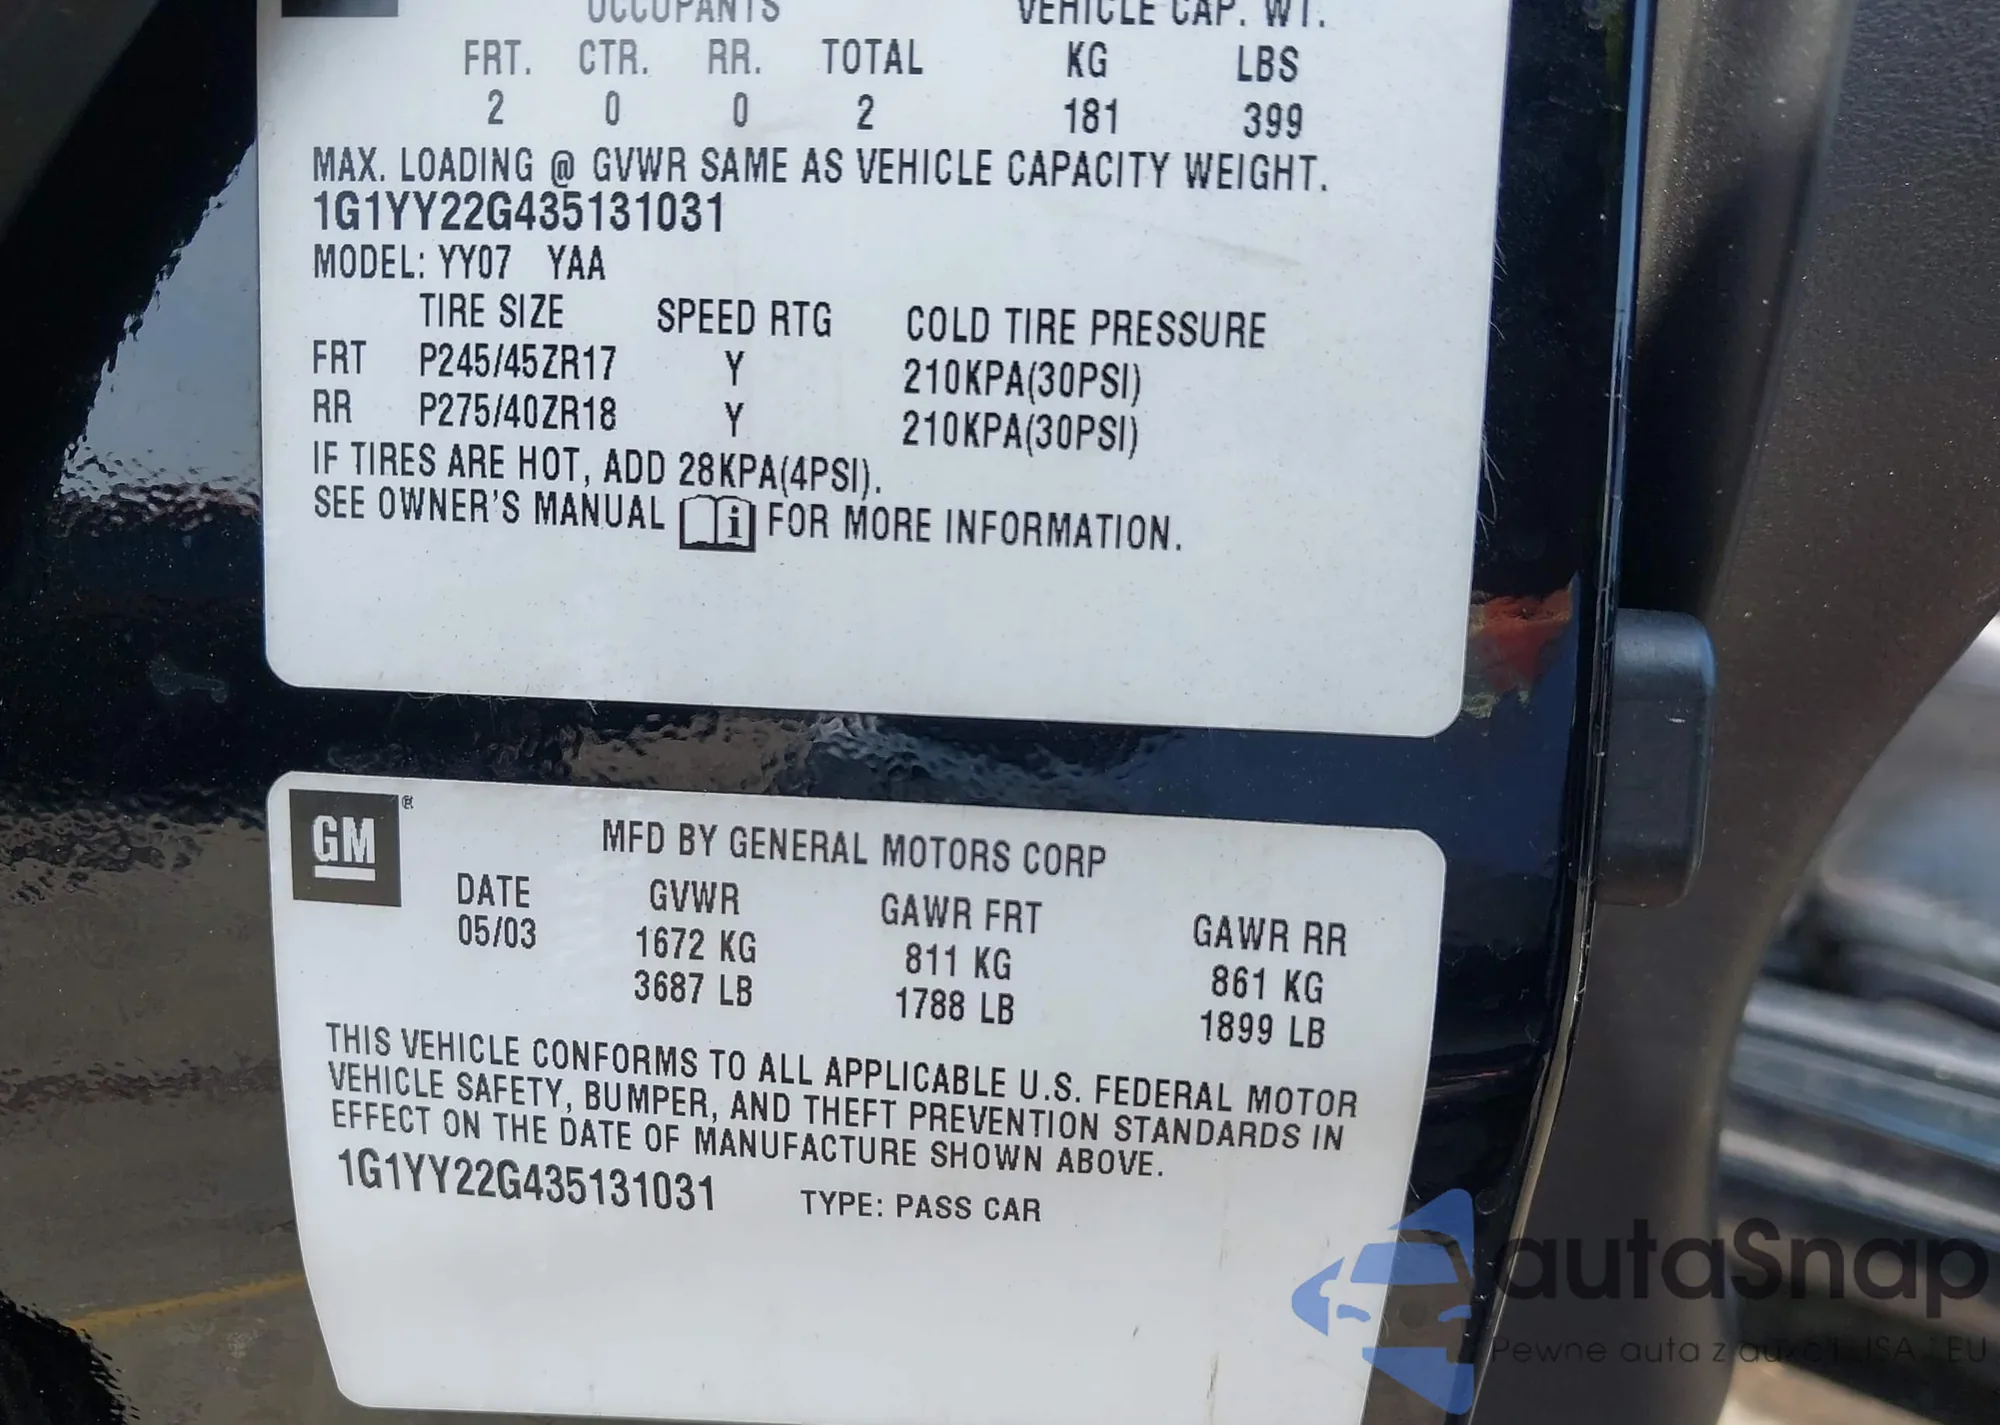 OCCUPANTS VEHICLE CAP. WT.
FRT. CTR. RR. TOTAL KG LBS
2 0 0 2 181 399
MAX. LOADING @ GVWR SAME AS VEHICLE CAPACITY WEIGHT.
1G1YY22G435131031
MODEL: YY07 YAA
TIRE SIZE SPEED RTG COLD TIRE PRESSURE
FRT P245/45ZR17 Y 210KPA(30PSI)
RR P275/40ZR18 Y 210KPA(30PSI)
IF TIRES ARE HOT, ADD 28KPA(4PSI).
SEE OWNER'S MANUAL i FOR MORE INFORMATION.
GM ®
MFD BY GENERAL MOTORS CORP
DATE GVWR GAWR FRT GAWR RR
05/03 1672 KG 811 KG 861 KG
3687 LB 1788 LB 1899 LB
THIS VEHICLE CONFORMS TO ALL APPLICABLE U.S. FEDERAL MOTOR
VEHICLE SAFETY, BUMPER, AND THEFT PREVENTION STANDARDS IN
EFFECT ON THE DATE OF MANUFACTURE SHOWN ABOVE.
1G1YY22G435131031 TYPE: PASS CAR
autaSnap
Pewne auta z aukcji USA i EU